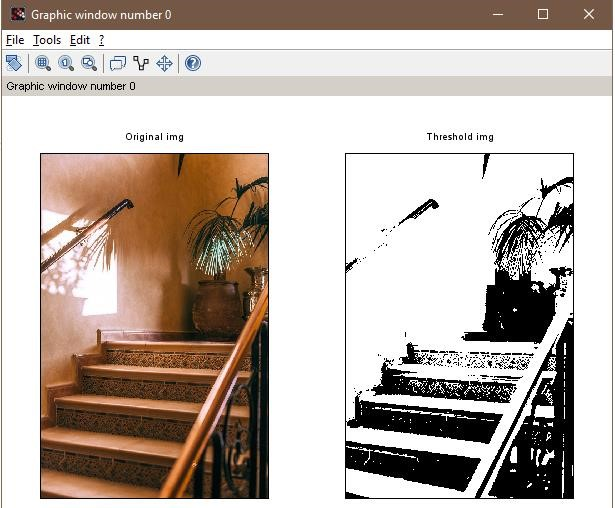 Graphic window number 0
File Tools Edit ?
Graphic window number 0
Original img
Threshold img